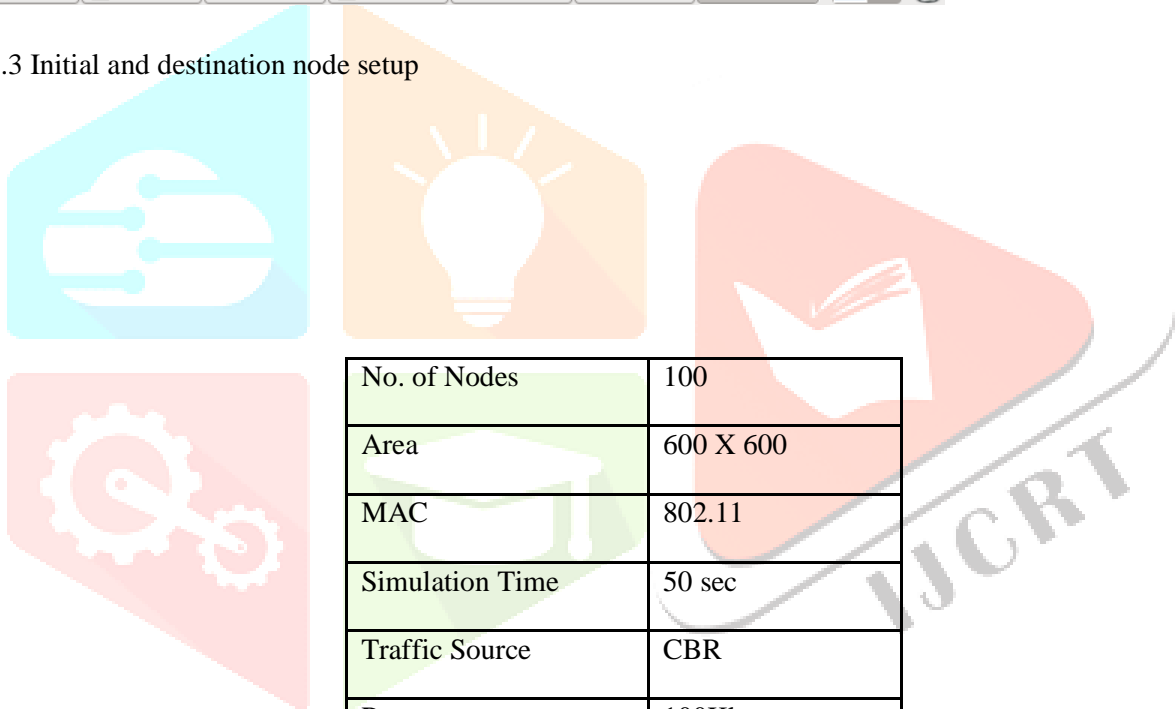 .3 Initial and destination node setup
No. of Nodes 100
Area 600 X 600
MAC 802.11
Simulation Time 50 sec
Traffic Source CBR
IJCRT